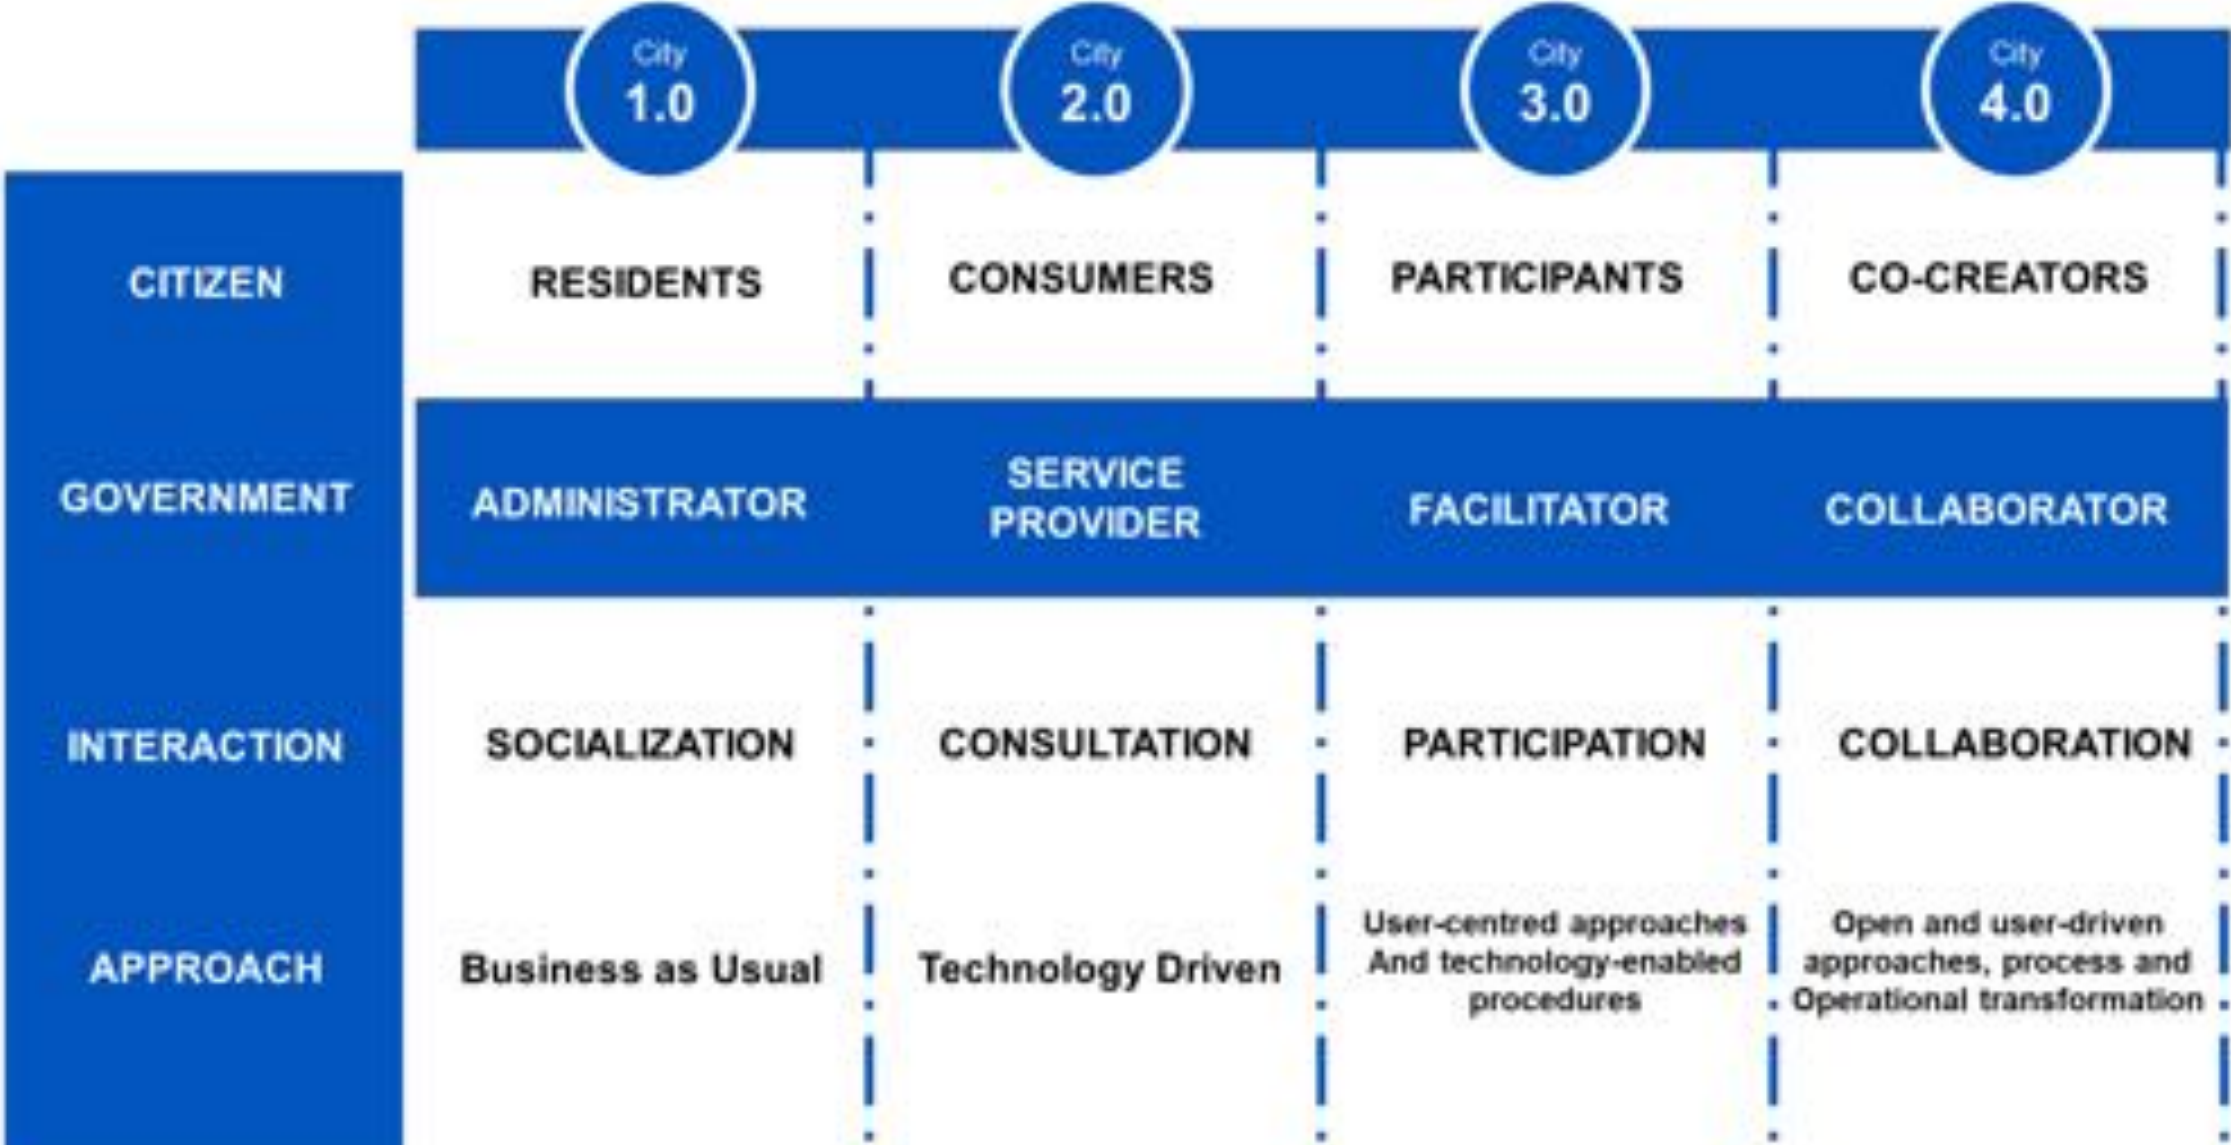 City
1.0
City
2.0
City
3.0
City
4.0
CITIZEN
RESIDENTS
CONSUMERS
PARTICIPANTS
CO-CREATORS
GOVERNMENT
ADMINISTRATOR
SERVICE
PROVIDER
FACILITATOR
COLLABORATOR
INTERACTION
SOCIALIZATION
CONSULTATION
PARTICIPATION
COLLABORATION
APPROACH
Business as Usual
Technology Driven
User-centred approaches
And technology-enabled
procedures
Open and user-driven
approaches, process and
Operational transformation